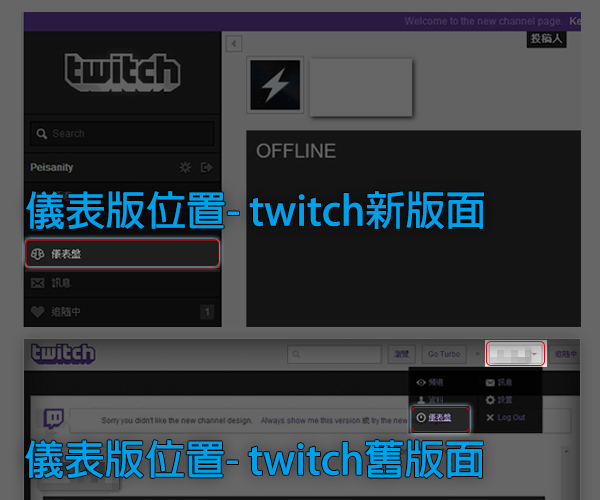 Welcome to the new channel page. Ke
投稿人
twitch
Search
Peisanity
OFFLINE
儀表版位置- twitch新版面
儀表盤
訊息
追隨中 1
twitch
瀏覽 Go Turbo 追隨中
頻道 訊息
資料 設置
儀表盤 Log Out
Sorry you didn't like the new channel design. Always show me this version 或 try the new
儀表版位置- twitch舊版面